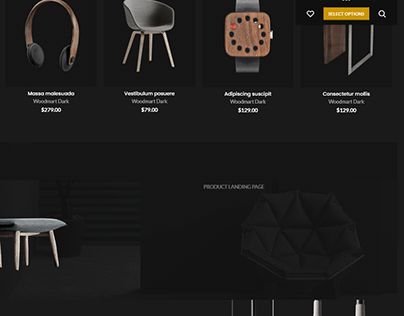 SELECT OPTIONS
Massa malesuada
Woodmart Dark
$279.00
Vestibulum posuere
Woodmart Dark
$79.00
Adipiscing suscipit
Woodmart Dark
$129.00
Consectetur mollis
Woodmart Dark
$129.00
PRODUCT LANDING PAGE